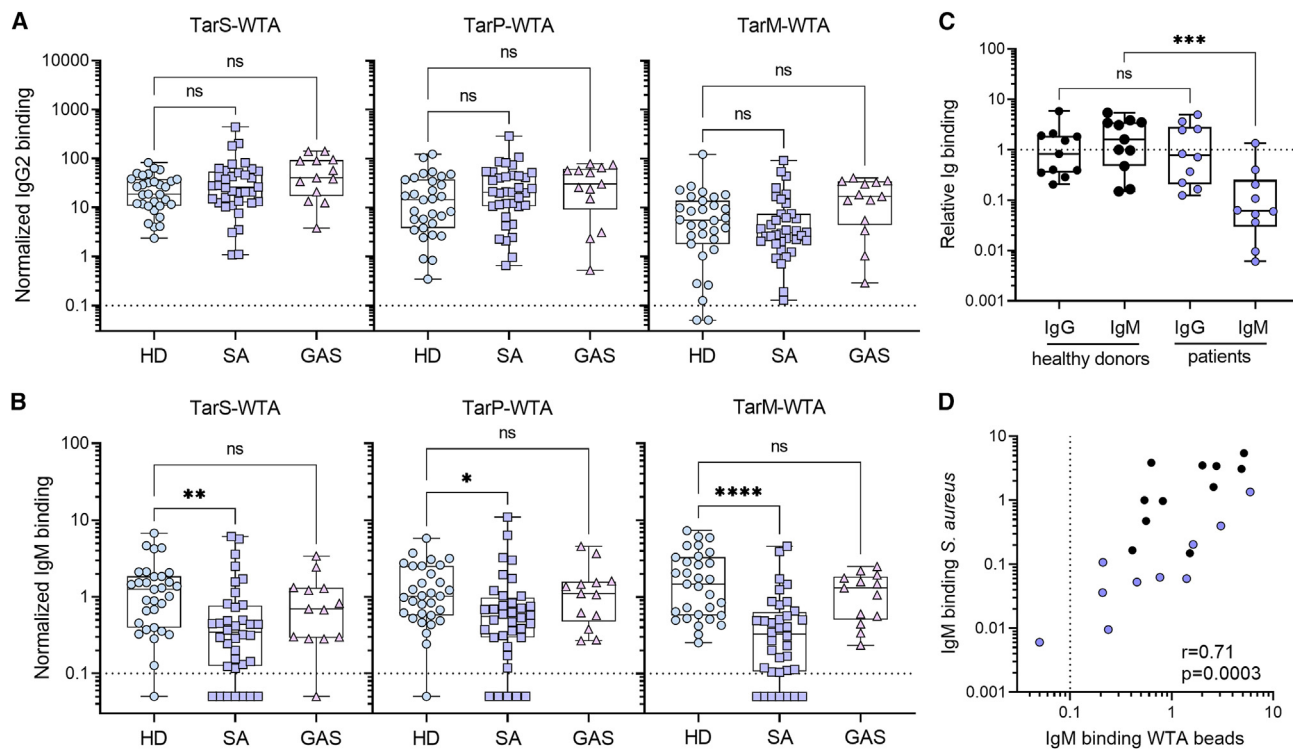 A
TarS-WTA
TarP-WTA
TarM-WTA
Normalized IgG2 binding
10000
1000
100
10
1
0.1
ns
ns
ns
ns
ns
ns
HD
SA
GAS
HD
SA
GAS
HD
SA
GAS
B
TarS-WTA
TarP-WTA
TarM-WTA
Normalized IgM binding
100
10
1
0.1
ns
**
ns
*
ns
****
HD
SA
GAS
HD
SA
GAS
HD
SA
GAS
C
Relative Ig binding
100
10
1
0.1
0.01
0.001
***
ns
IgG
IgM
IgG
IgM
healthy donors
patients
D
IgM binding S. aureus
10
1
0.1
0.01
0.001
r=0.71
p=0.0003
0.1
1
10
IgM binding WTA beads